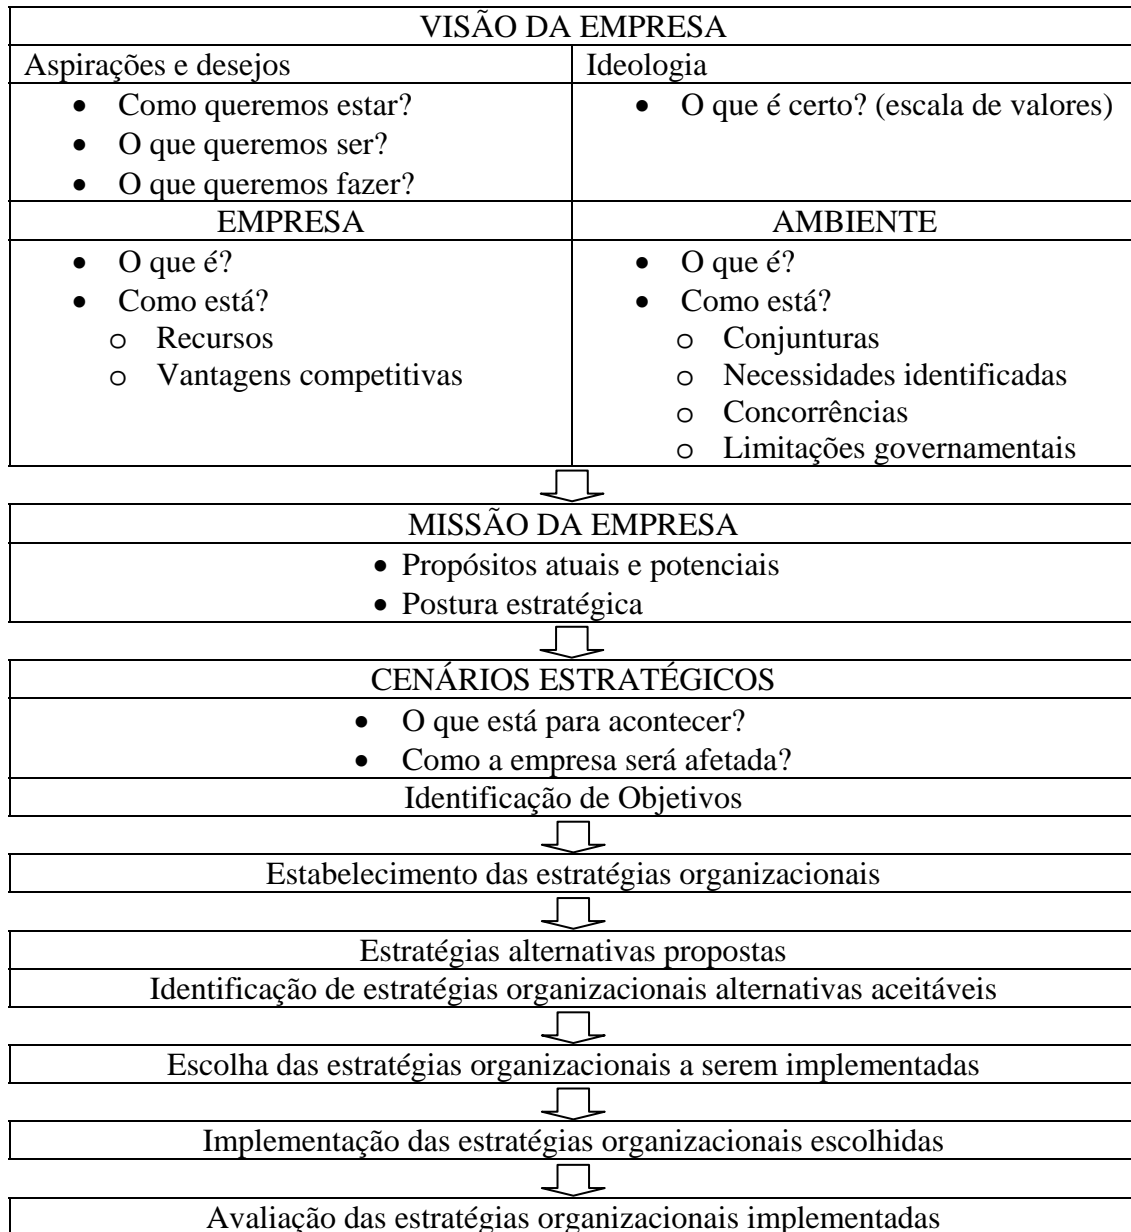 VISÃO DA EMPRESA
Aspirações e desejos
• Como queremos estar?
• O que queremos ser?
• O que queremos fazer?
Ideologia
• O que é certo? (escala de valores)
EMPRESA
• O que é?
• Como está?
o Recursos
o Vantagens competitivas
AMBIENTE
• O que é?
• Como está?
o Conjunturas
o Necessidades identificadas
o Concorrências
o Limitações governamentais
MISSÃO DA EMPRESA
• Propósitos atuais e potenciais
• Postura estratégica
CENÁRIOS ESTRATÉGICOS
• O que está para acontecer?
• Como a empresa será afetada?
Identificação de Objetivos
Estabelecimento das estratégias organizacionais
Estratégias alternativas propostas
Identificação de estratégias organizacionais alternativas aceitáveis
Escolha das estratégias organizacionais a serem implementadas
Implementação das estratégias organizacionais escolhidas
Avaliação das estratégias organizacionais implementadas